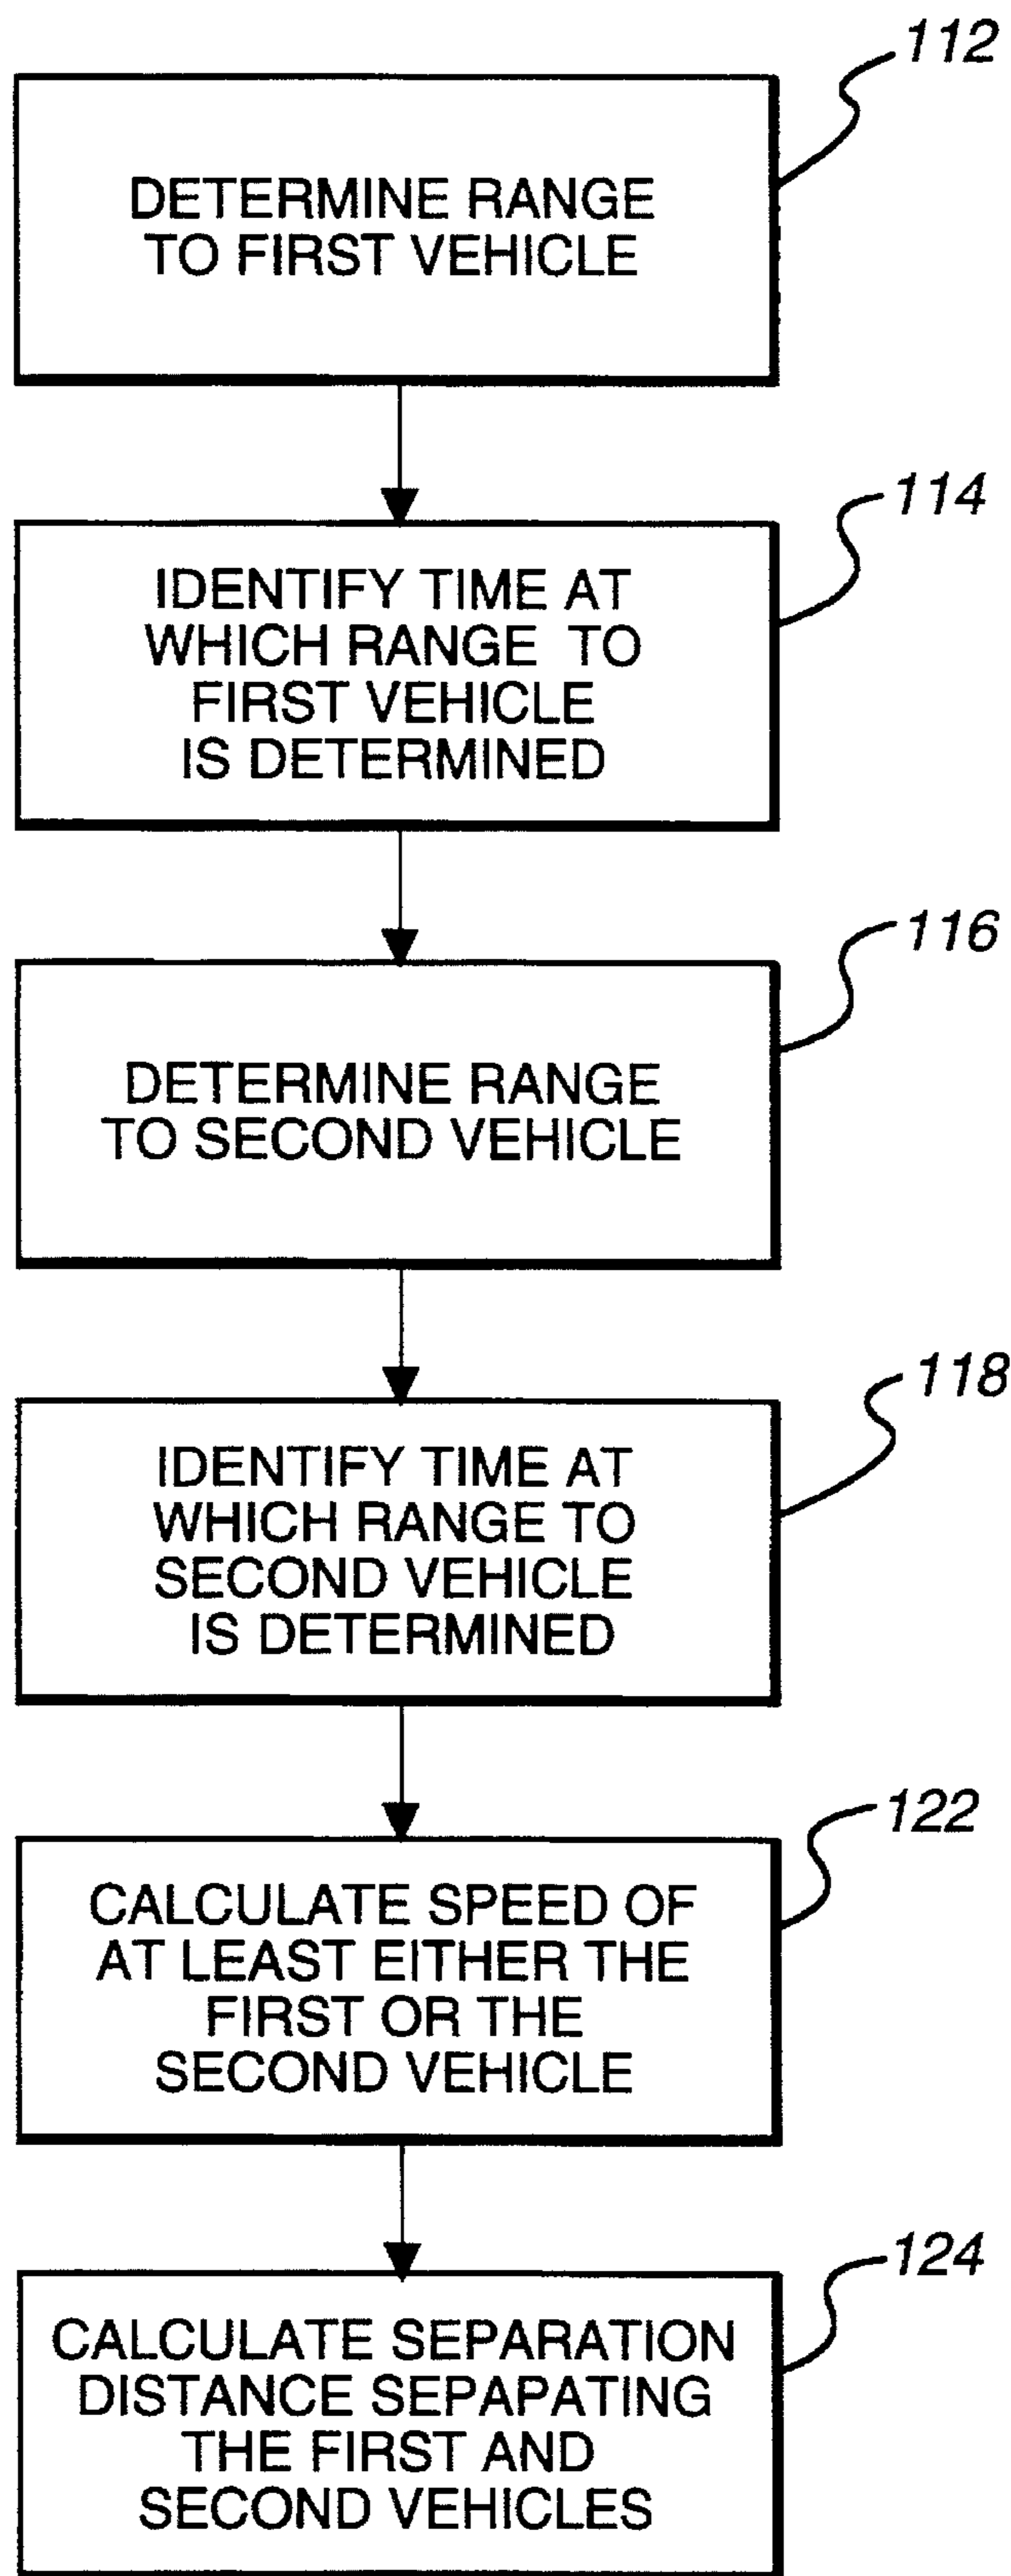 112
DETERMINE RANGE
TO FIRST VEHICLE
114
IDENTIFY TIME AT
WHICH RANGE TO
FIRST VEHICLE
IS DETERMINED
116
DETERMINE RANGE
TO SECOND VEHICLE
118
IDENTIFY TIME AT
WHICH RANGE TO
SECOND VEHICLE
IS DETERMINED
122
CALCULATE SPEED OF
AT LEAST EITHER THE
FIRST OR THE
SECOND VEHICLE
124
CALCULATE SEPARATION
DISTANCE SEPAPATING
THE FIRST AND
SECOND VEHICLES